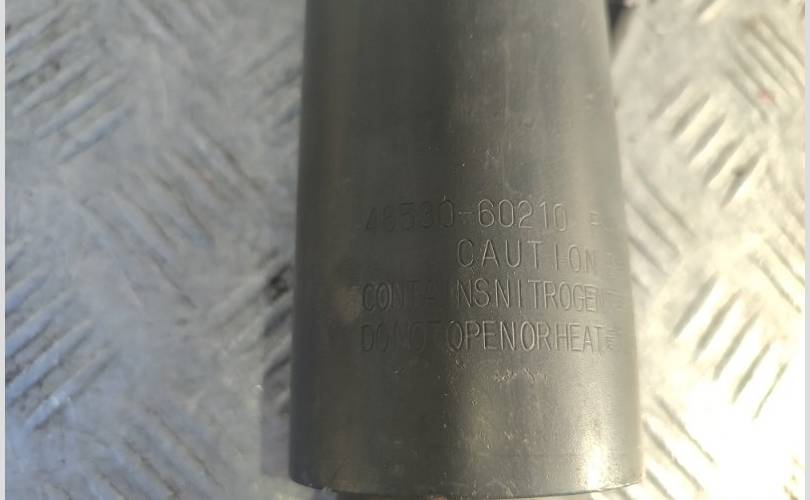 48530-60210
CAUTION
CONTAINS NITROGEN
DO NOT OPEN OR HEAT